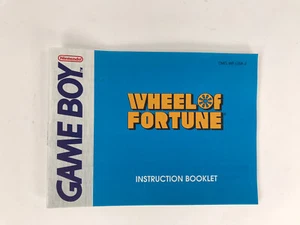 Nintendo
GAME BOY
WHEEL OF
FORTUNE
INSTRUCTION BOOKLET